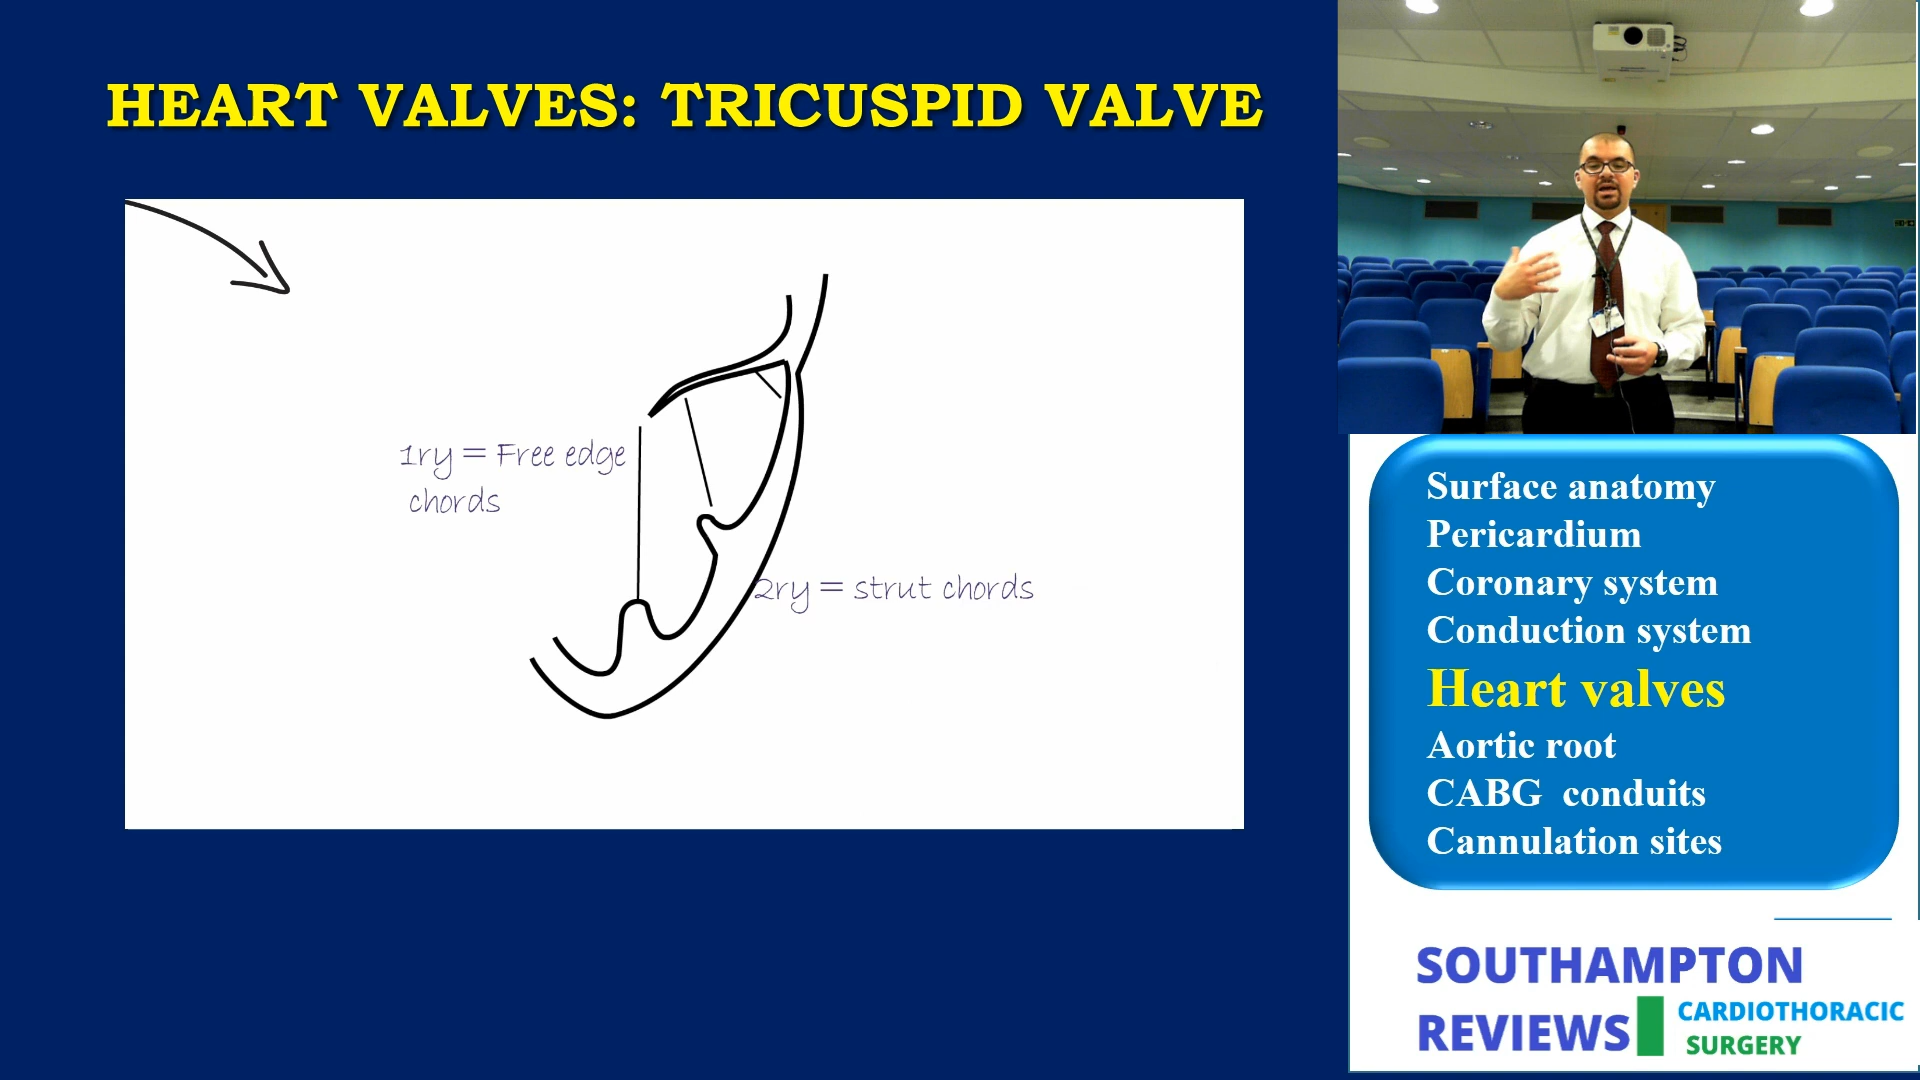 HEART VALVES: TRICUSPID VALVE
1ry = Free edge
chords
2ry = strut chords
Surface anatomy
Pericardium
Coronary system
Conduction system
Heart valves
Aortic root
CABG conduits
Cannulation sites
SOUTHAMPTON
REVIEWS CARDIOTHORACIC
SURGERY